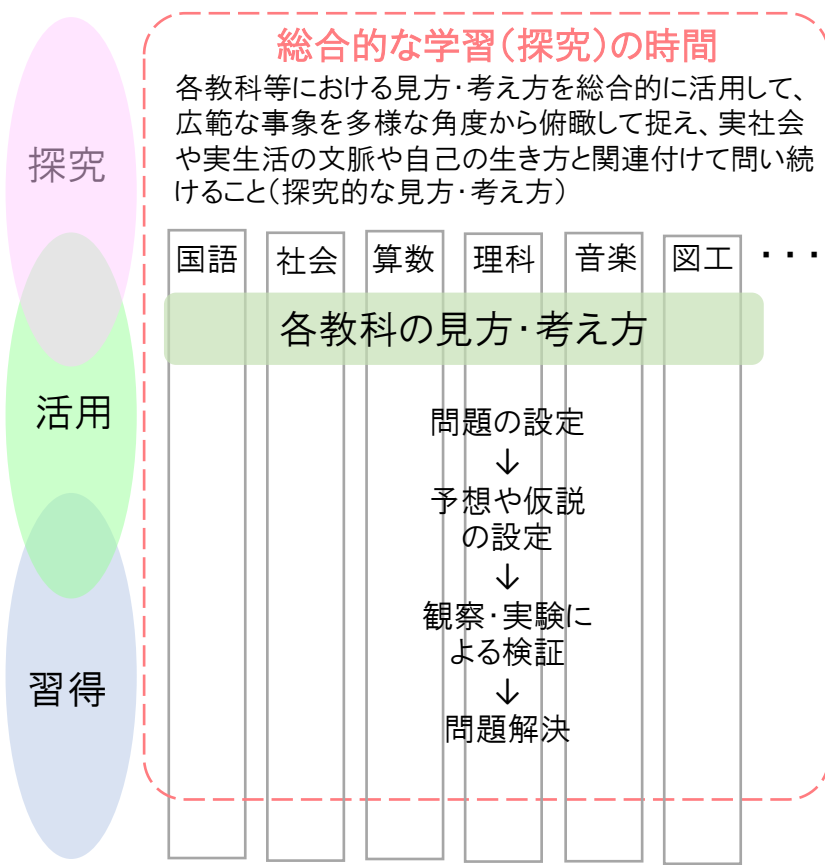 総合的な学習(探究)の時間
各教科等における見方・考え方を総合的に活用して、
広範な事象を多様な角度から俯瞰して捉え、実社会
や実生活の文脈や自己の生き方と関連付けて問い続
けること(探究的な見方・考え方)
探究
活用
習得
国語 社会 算数 理科 音楽 図工 ・・・
各教科の見方・考え方
問題の設定
↓
予想や仮説
の設定
↓
観察・実験に
よる検証
↓
問題解決